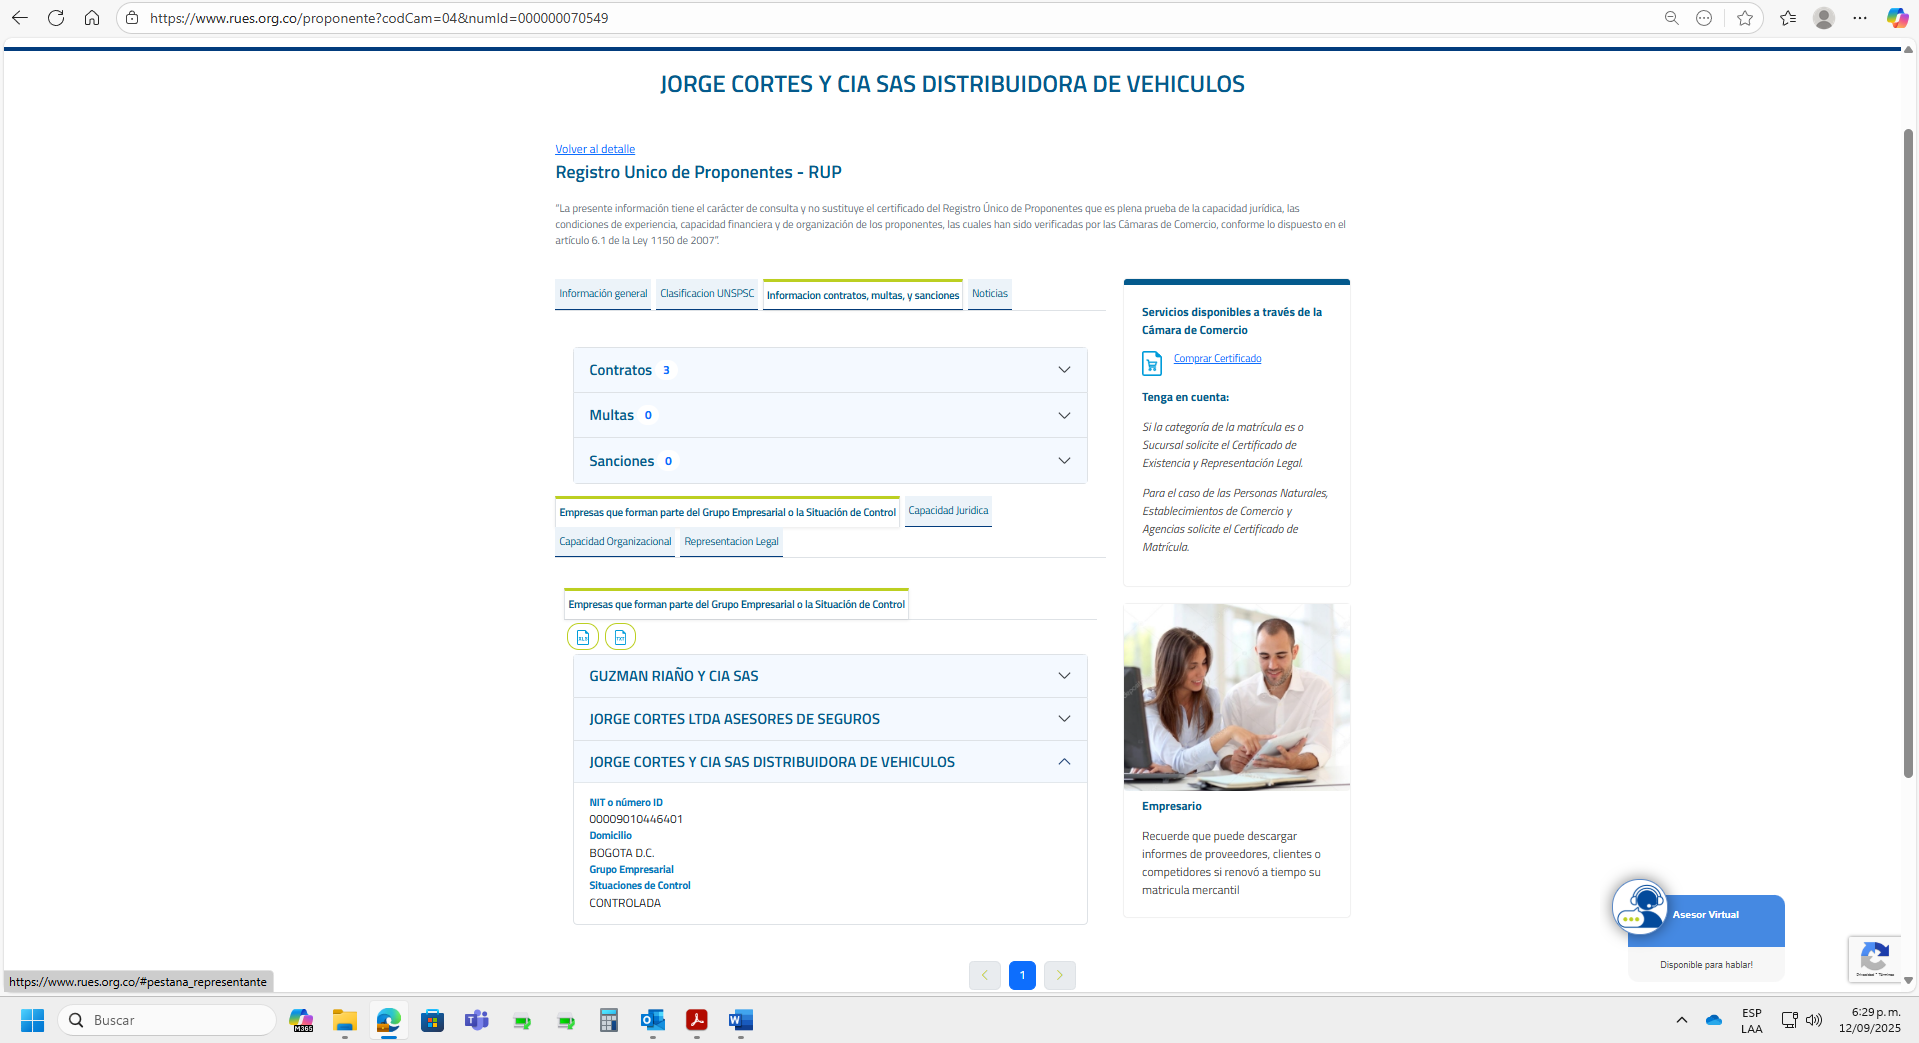 https://www.rues.org.co/proponente?codCam=04&numId=000000070549
JORGE CORTES Y CIA SAS DISTRIBUIDORA DE VEHICULOS
Volver al detalle
Registro Unico de Proponentes - RUP
"La presente información tiene el carácter de consulta y no sustituye el certificado del Registro Único de Proponentes que es plena prueba de la capacidad jurídica, las
condiciones de experiencia, capacidad financiera y de organización de los proponentes, las cuales han sido verificadas por las Cámaras de Comercio, conforme lo dispuesto en el
artículo 6.1 de la Ley 1150 de 2007".
Información general
Clasificacion UNSPSC
Informacion contratos, multas, y sanciones
Noticias
Contratos 3
Multas 0
Sanciones 0
Empresas que forman parte del Grupo Empresarial o la Situación de Control
Capacidad Juridica
Capacidad Organizacional
Representacion Legal
Empresas que forman parte del Grupo Empresarial o la Situación de Control
XLS
TXT
GUZMAN RIAÑO Y CIA SAS
JORGE CORTES LTDA ASESORES DE SEGUROS
JORGE CORTES Y CIA SAS DISTRIBUIDORA DE VEHICULOS
NIT o número ID
00009010446401
Domicilio
BOGOTA D.C.
Grupo Empresarial
Situaciones de Control
CONTROLADA
1
Servicios disponibles a través de la
Cámara de Comercio
Comprar Certificado
Tenga en cuenta:
Si la categoría de la matrícula es o
Sucursal solicite el Certificado de
Existencia y Representación Legal.
Para el caso de las Personas Naturales,
Establecimientos de Comercio y
Agencias solicite el Certificado de
Matrícula.
Empresario
Recuerde que puede descargar
informes de proveedores, clientes o
competidores si renovó a tiempo su
matricula mercantil
Asesor Virtual
Disponible para hablar!
Privacidad - Términos
https://www.rues.org.co/#pestana_representante
Buscar
M365
ESP
LAA
6:29 p. m.
12/09/2025